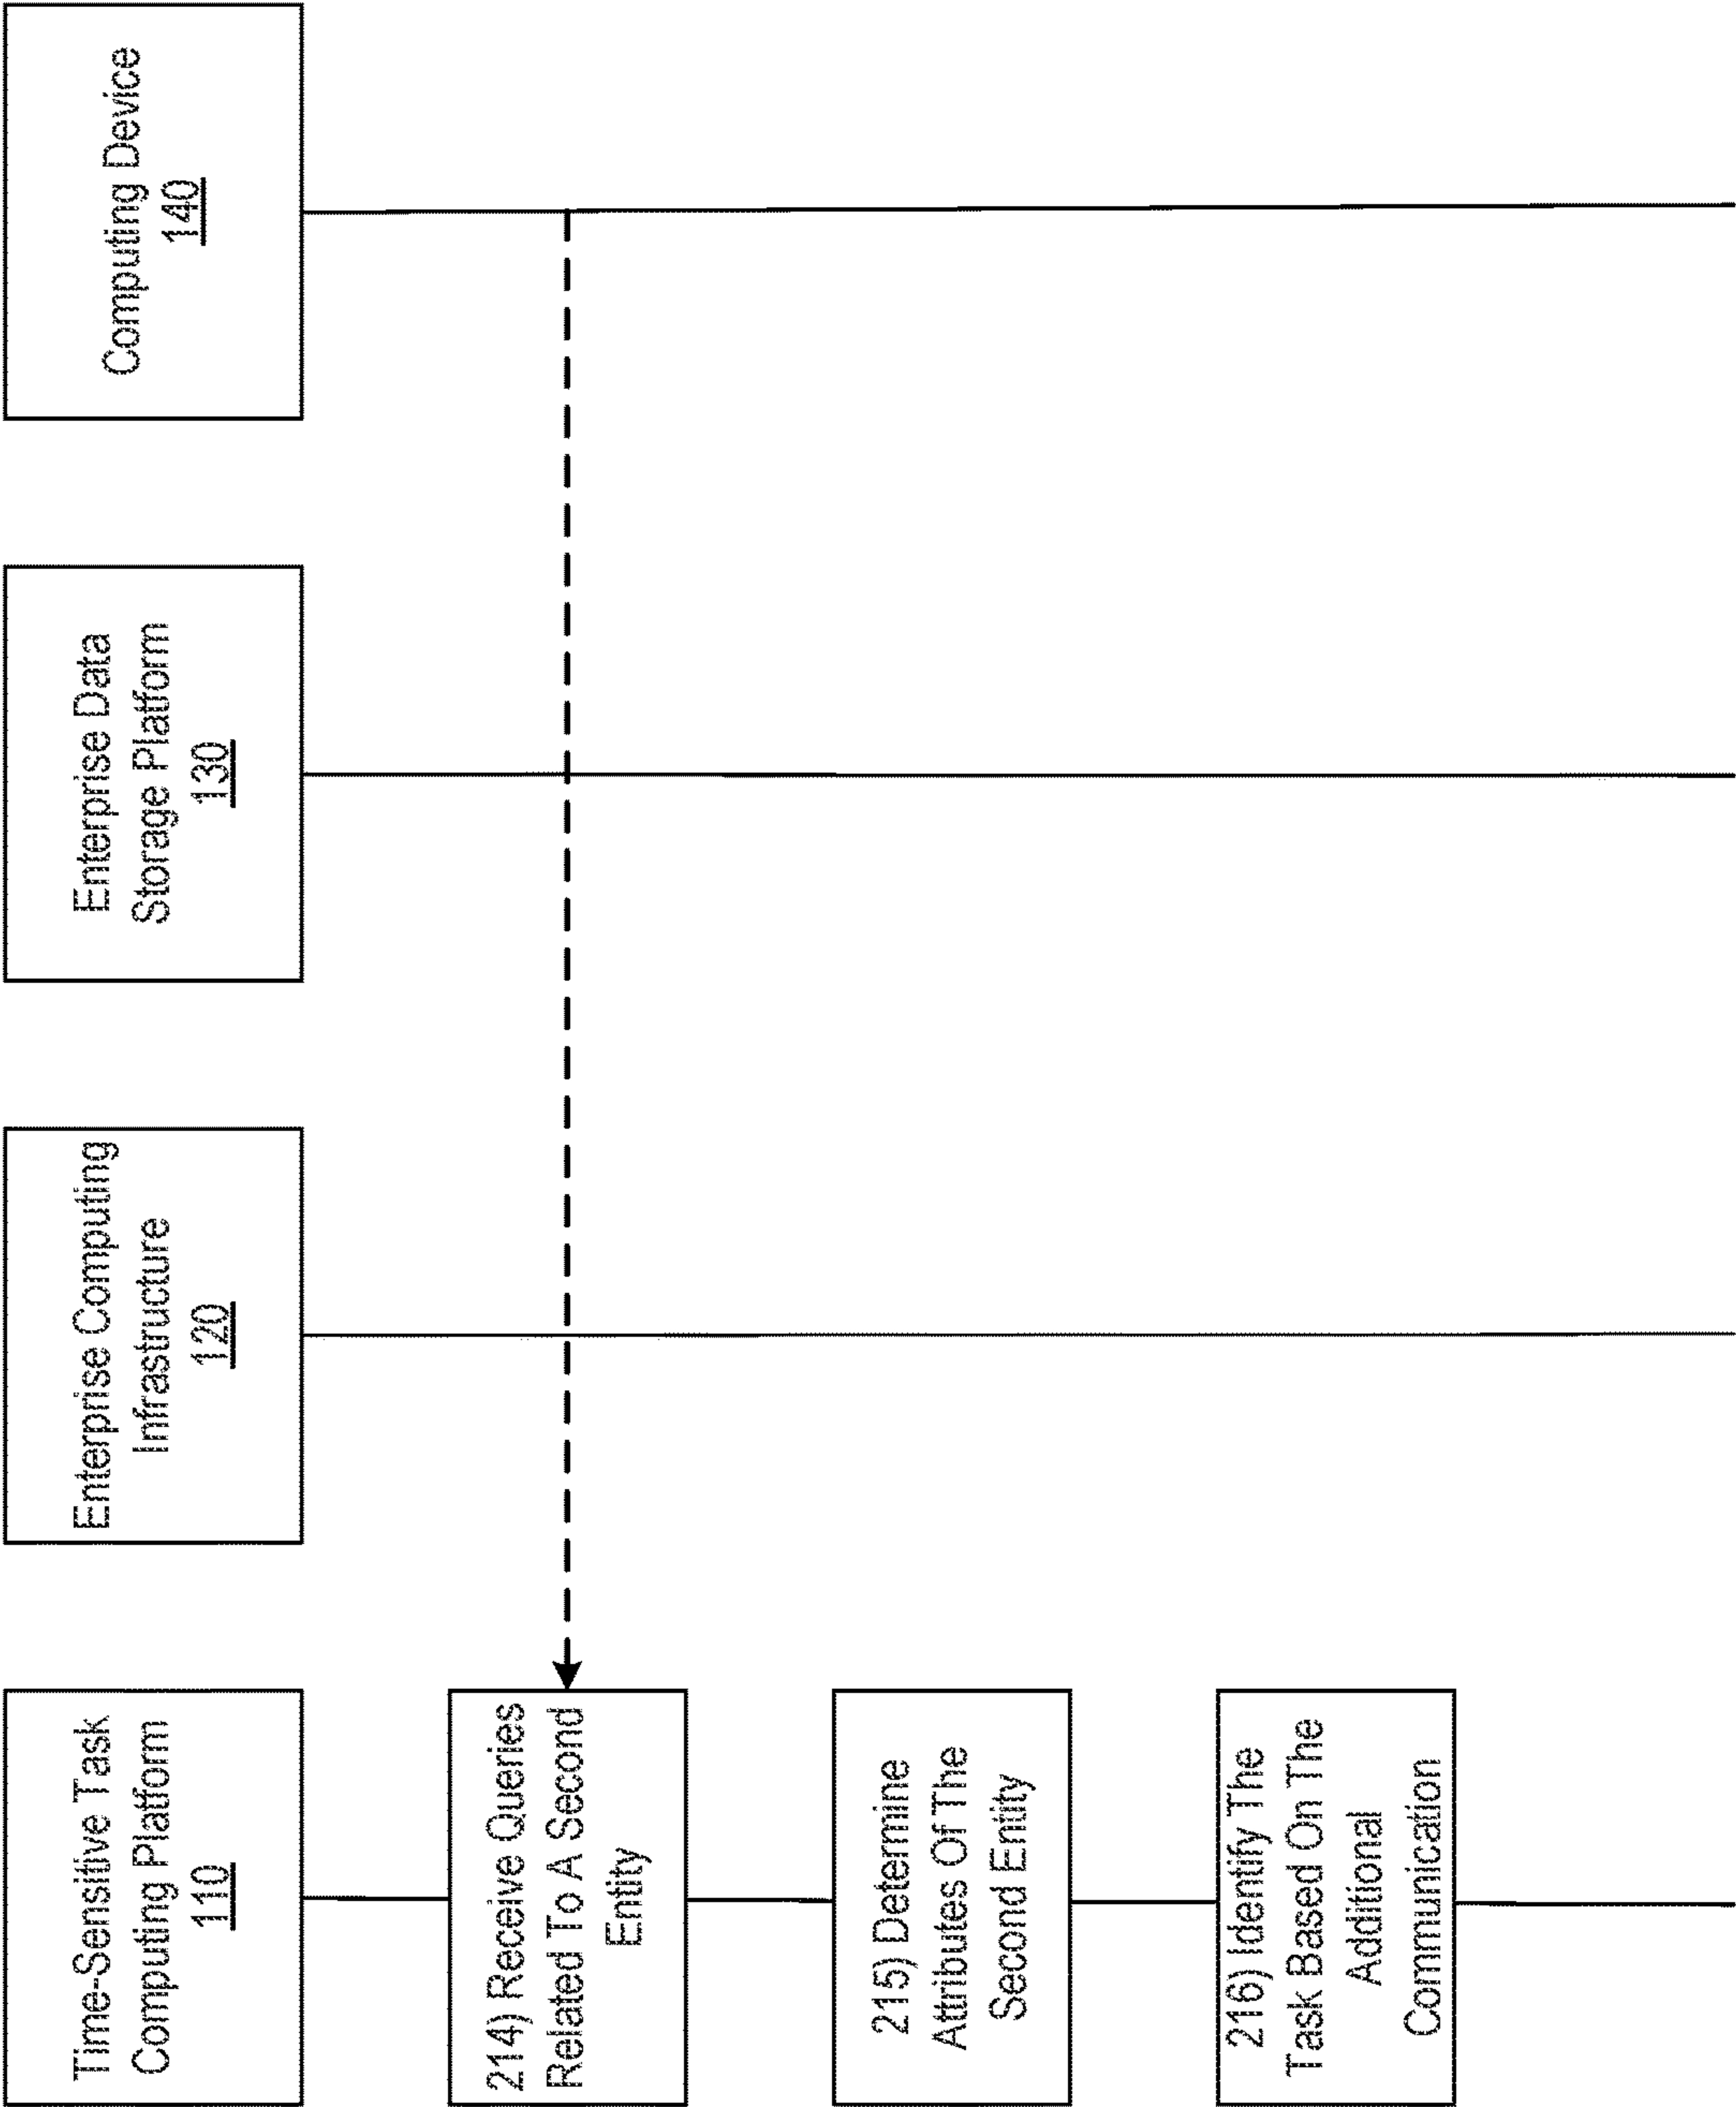 Time-Sensitive Task
Computing Platform
110
Enterprise Computing
Infrastructure
120
Enterprise Data
Storage Platform
130
Computing Device
140
214) Receive Queries
Related To A Second
Entity
215) Determine
Attributes Of The
Second Entity
216) Identify The
Task Based On The
Additional
Communication